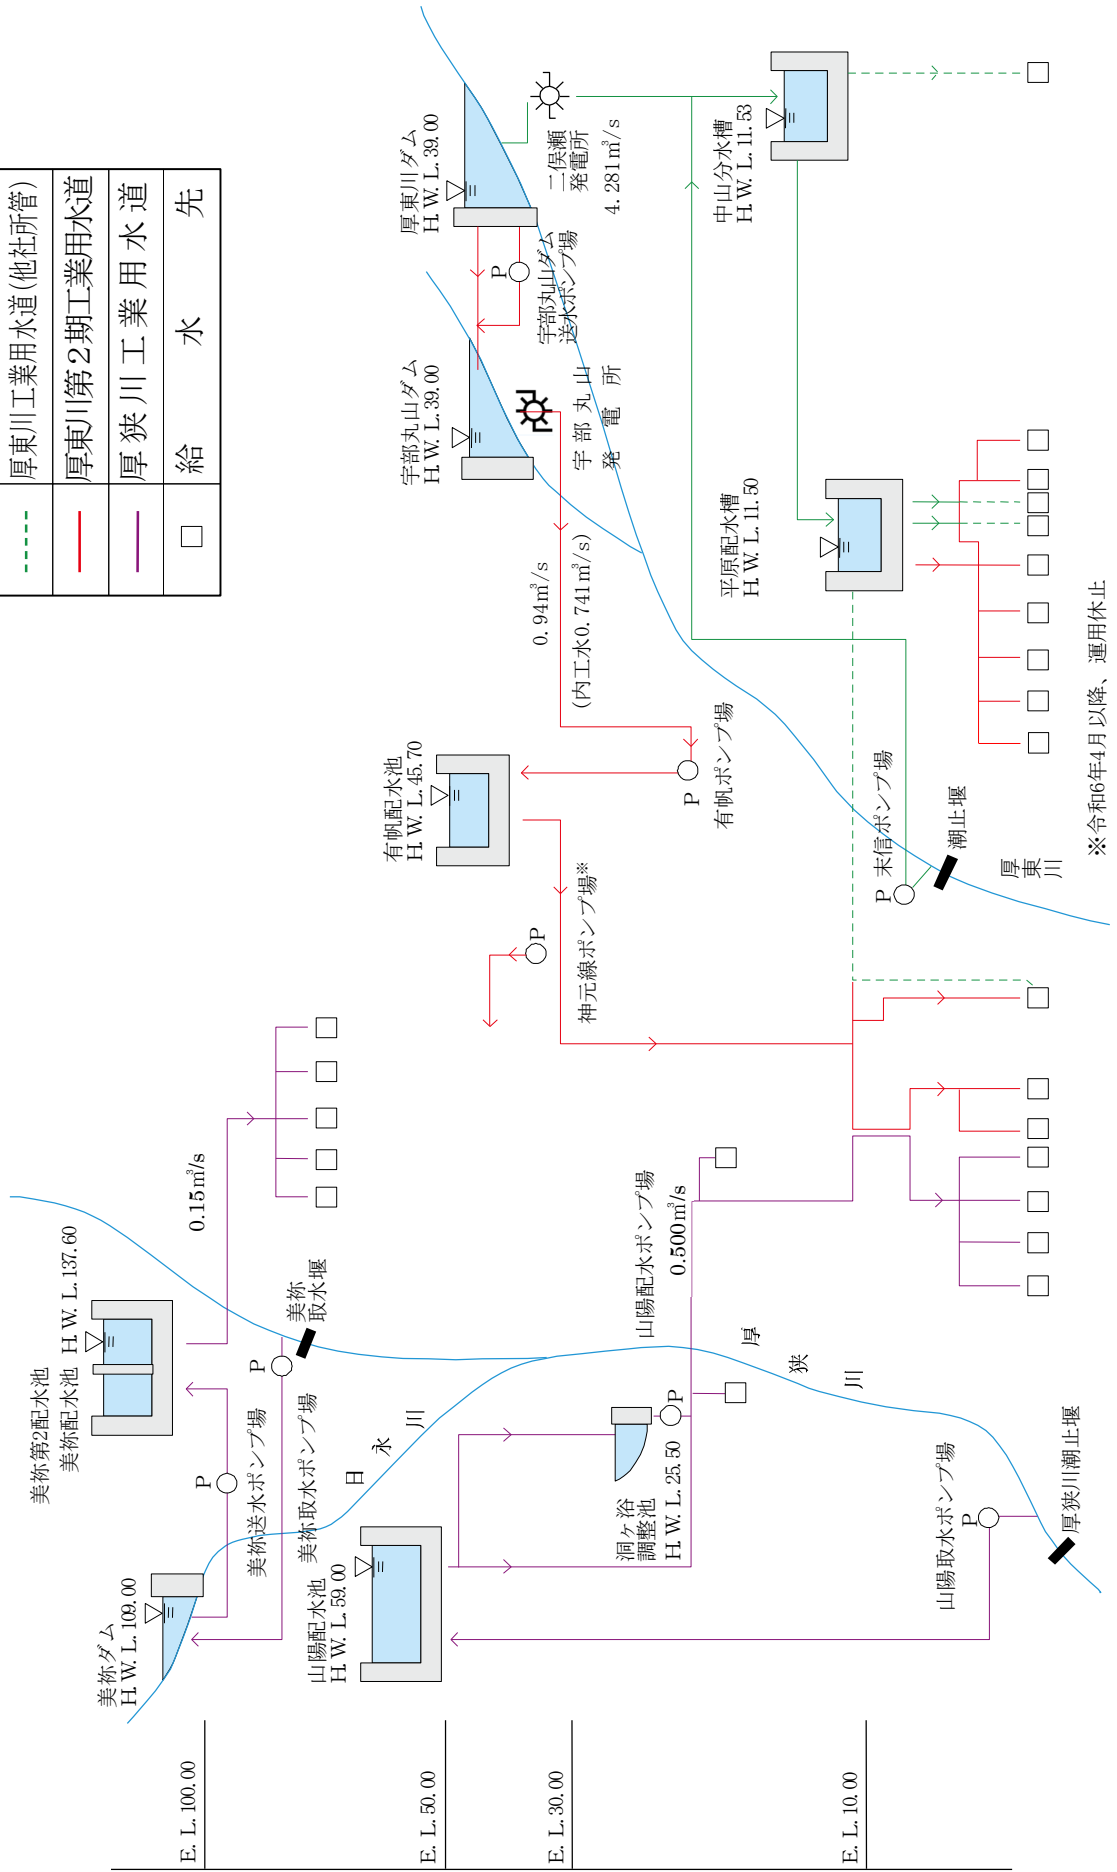 厚東川工業用水道(他社所管)
厚東川第2期工業用水道
厚狭川工業用水道
給水先
E. L. 100. 00
E. L. 50. 00
E. L. 30. 00
E. L. 10. 00
美祢ダム
H. W. L. 109. 00
美祢第2配水池
美祢配水池 H. W. L. 137. 60
P
美祢送水ポンプ場
P
美祢取水ポンプ場
美祢
取水堰
0.15㎥/s
日永川
山陽配水池
H. W. L. 59. 00
洞ヶ谷
調整池
H. W. L. 25. 50
P
山陽配水ポンプ場
0.500㎥/s
厚狭川
山陽取水ポンプ場
P
厚狭川潮止堰
有帆配水池
H. W. L. 45. 70
P
神元線ポンプ場※
P
有帆ポンプ場
0. 94㎥/s
(内工水0. 741㎥/s)
宇部丸山ダム
H. W. L. 39. 00
宇部丸山
発電所
P
宇部丸山ダム
送水ポンプ場
厚東川ダム
H. W. L. 39. 00
二俣瀬
発電所
4. 281㎥/s
中山分水槽
H. W. L. 11. 53
平原配水槽
H. W. L. 11. 50
P
末信ポンプ場
潮止堰
厚東川
※令和6年4月以降、運用休止